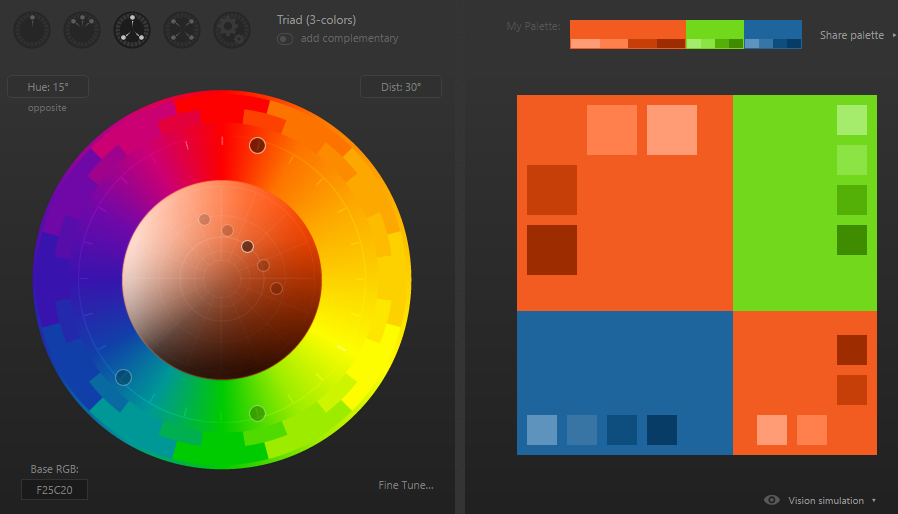 Triad (3-colors)
add complementary
My Palette:
Share palette
Hue: 15°
opposite
Dist: 30°
Base RGB:
F25C20
Fine Tune...
Vision simulation